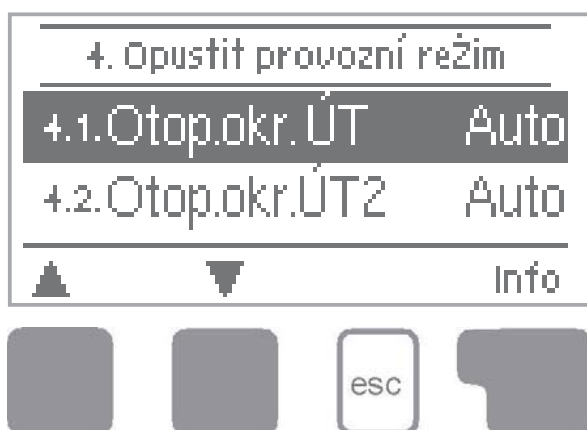 4. Opustit provozní režim
4.1.Otop.okr.ÚT Auto
4.2.Otop.okr.ÚT2 Auto
Info
esc